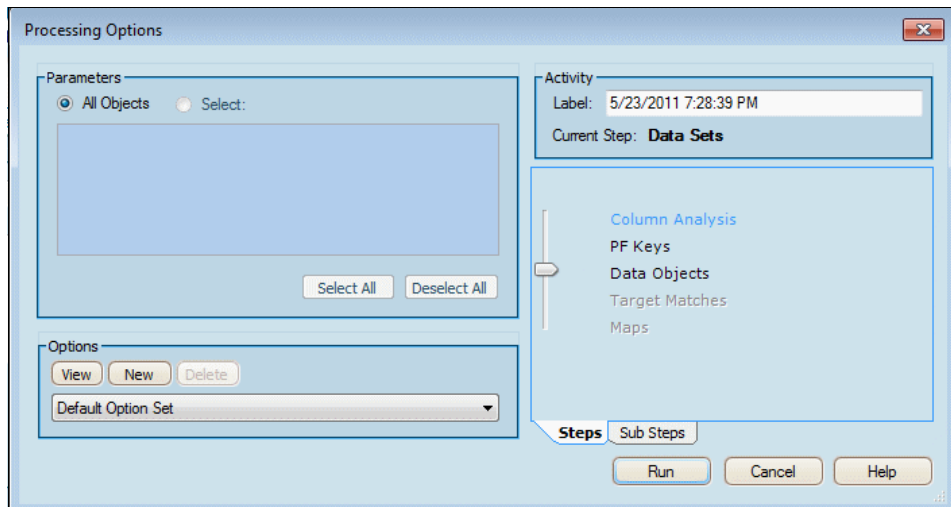 Processing Options
Parameters
All Objects Select:
Select All Deselect All
Options
View New Delete
Default Option Set
Activity
Label: 5/23/2011 7:28:39 PM
Current Step: Data Sets
Column Analysis
PF Keys
Data Objects
Target Matches
Maps
Steps Sub Steps
Run Cancel Help